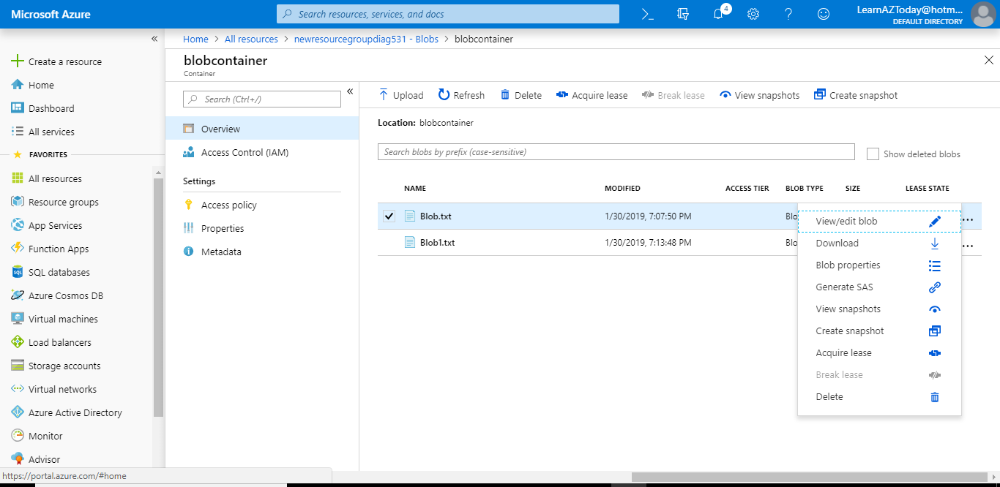 Microsoft Azure
Search resources, services, and docs
4
LearnAZToday@hotm...
DEFAULT DIRECTORY
Home > All resources > newresourcegroupdiag531 - Blobs > blobcontainer
Create a resource
Home
Dashboard
All services
FAVORITES
All resources
Resource groups
App Services
Function Apps
SQL databases
Azure Cosmos DB
Virtual machines
Load balancers
Storage accounts
Virtual networks
Azure Active Directory
Monitor
Advisor
https://portal.azure.com/#home
blobcontainer
Container
Search (Ctrl+/)
Overview
Access Control (IAM)
Settings
Access policy
Properties
Metadata
Upload Refresh Delete Acquire lease Break lease View snapshots Create snapshot
Location: blobcontainer
Search blobs by prefix (case-sensitive)
Show deleted blobs
NAME MODIFIED ACCESS TIER BLOB TYPE SIZE LEASE STATE
Blob.txt 1/30/2019, 7:07:50 PM Blo ...
Blob1.txt 1/30/2019, 7:13:48 PM Blo ...
View/edit blob
Download
Blob properties
Generate SAS
View snapshots
Create snapshot
Acquire lease
Break lease
Delete